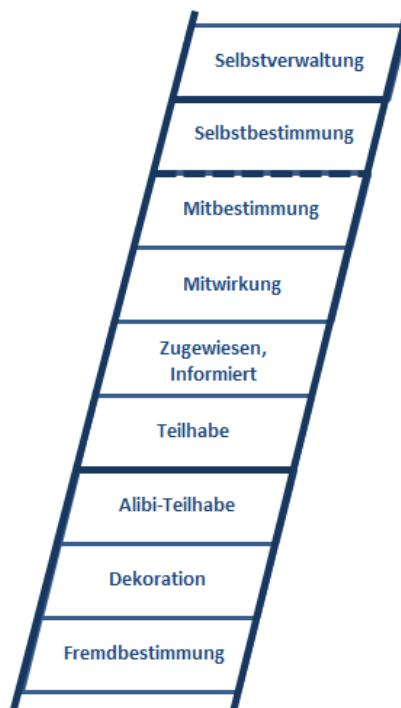 Selbstverwaltung
Selbstbestimmung
Mitbestimmung
Mitwirkung
Zugewiesen,
Informiert
Teilhabe
Alibi-Teilhabe
Dekoration
Fremdbestimmung